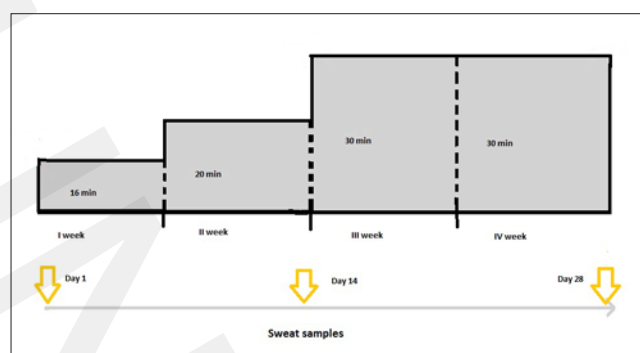 30 min
30 min
20 min
16 min
I week
II week
III week
IV week
Day 1
Day 14
Day 28
Sweat samples